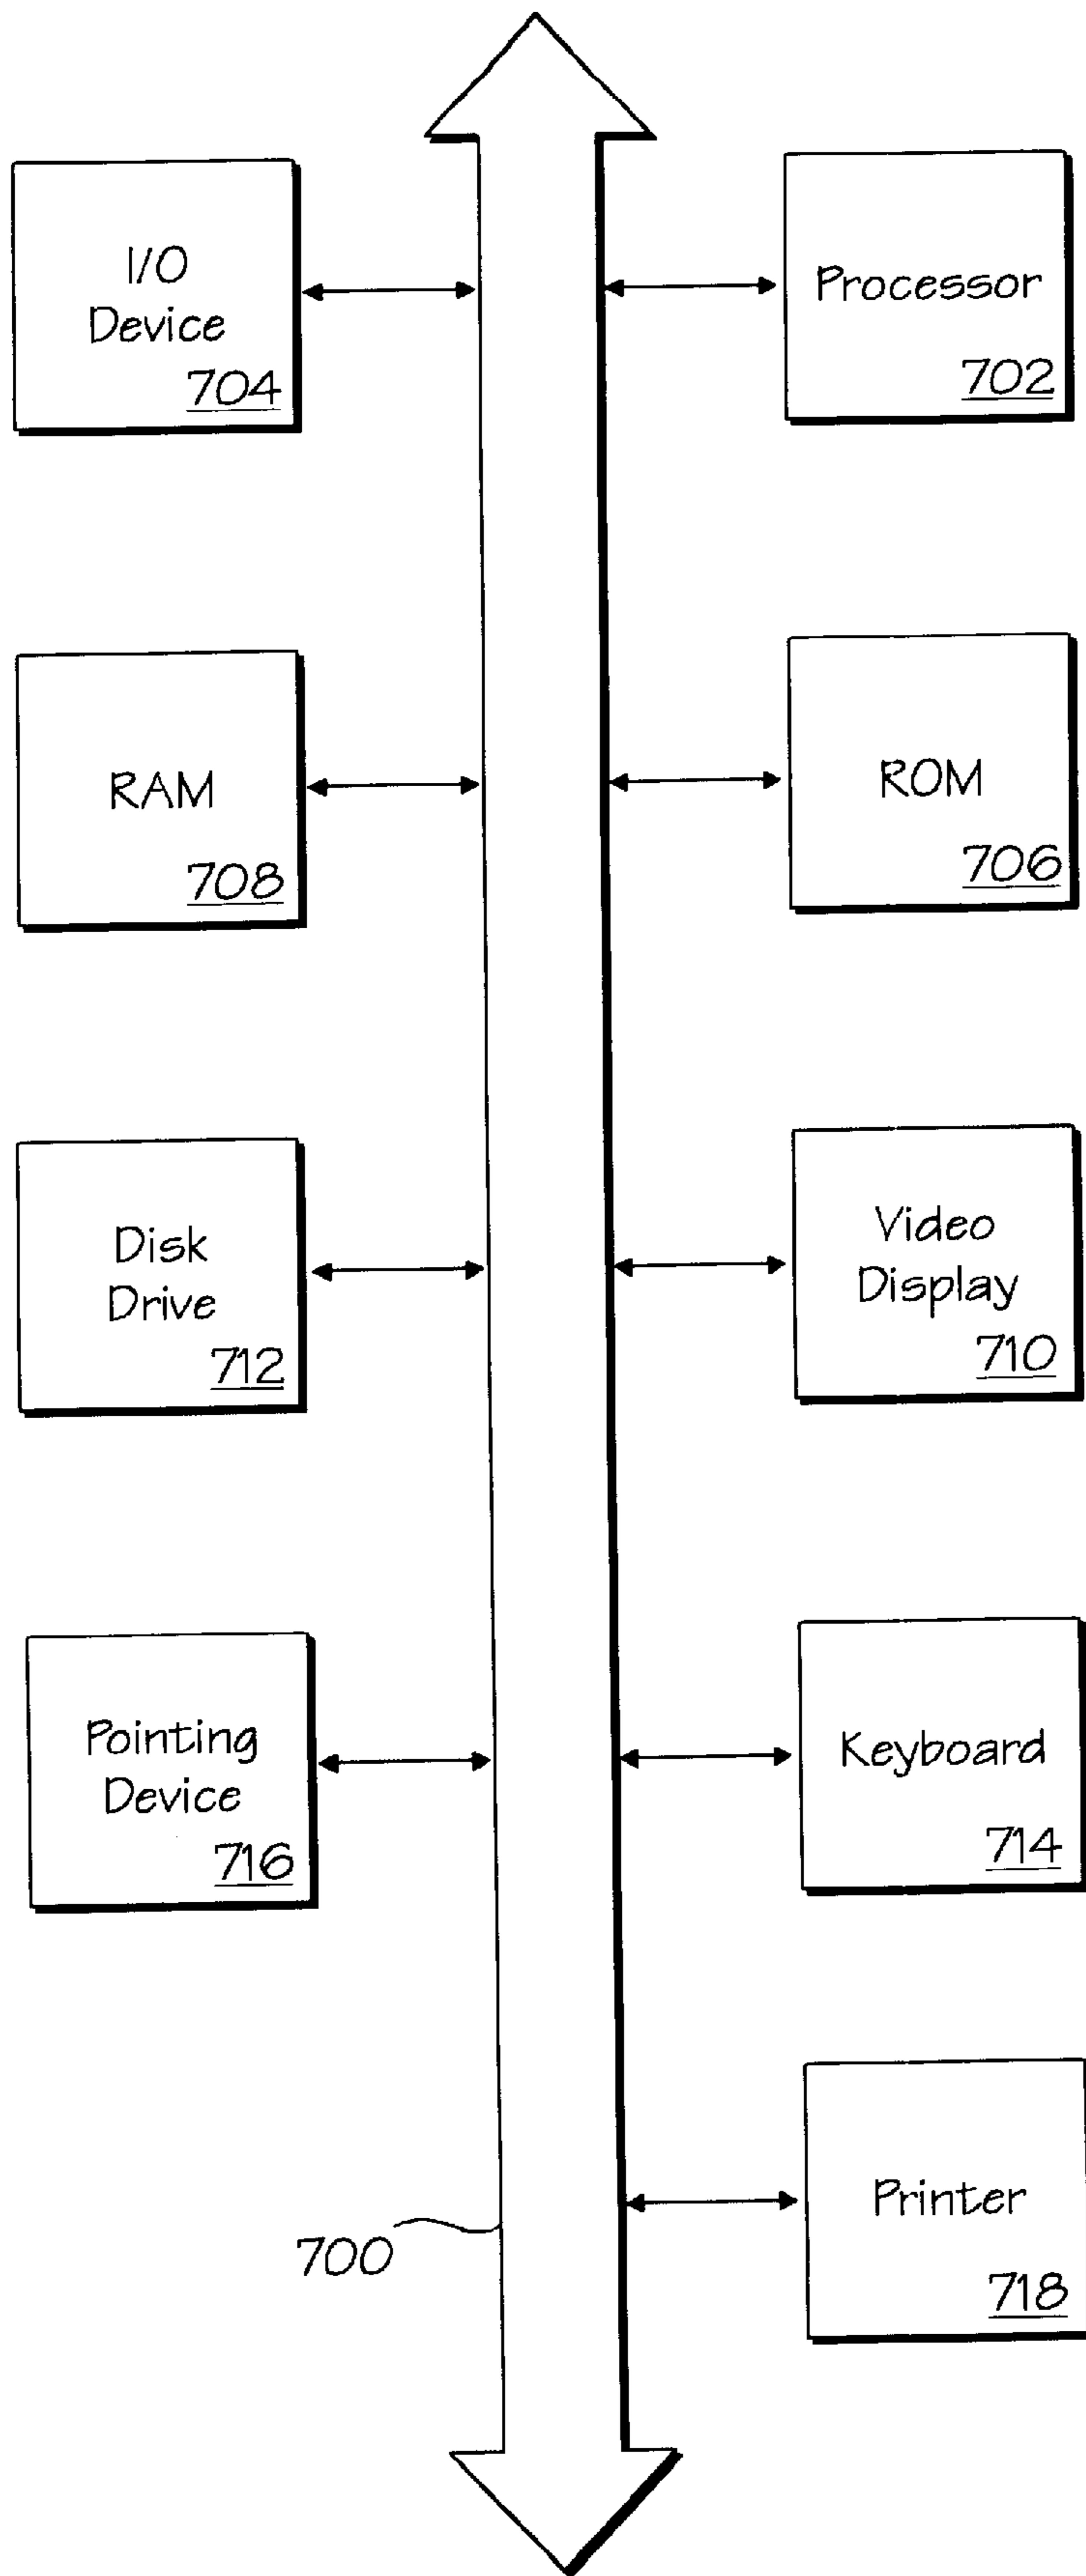 I/O
Device
704
Processor
702
RAM
708
ROM
706
Disk
Drive
712
Video
Display
710
Pointing
Device
716
Keyboard
714
Printer
718
700